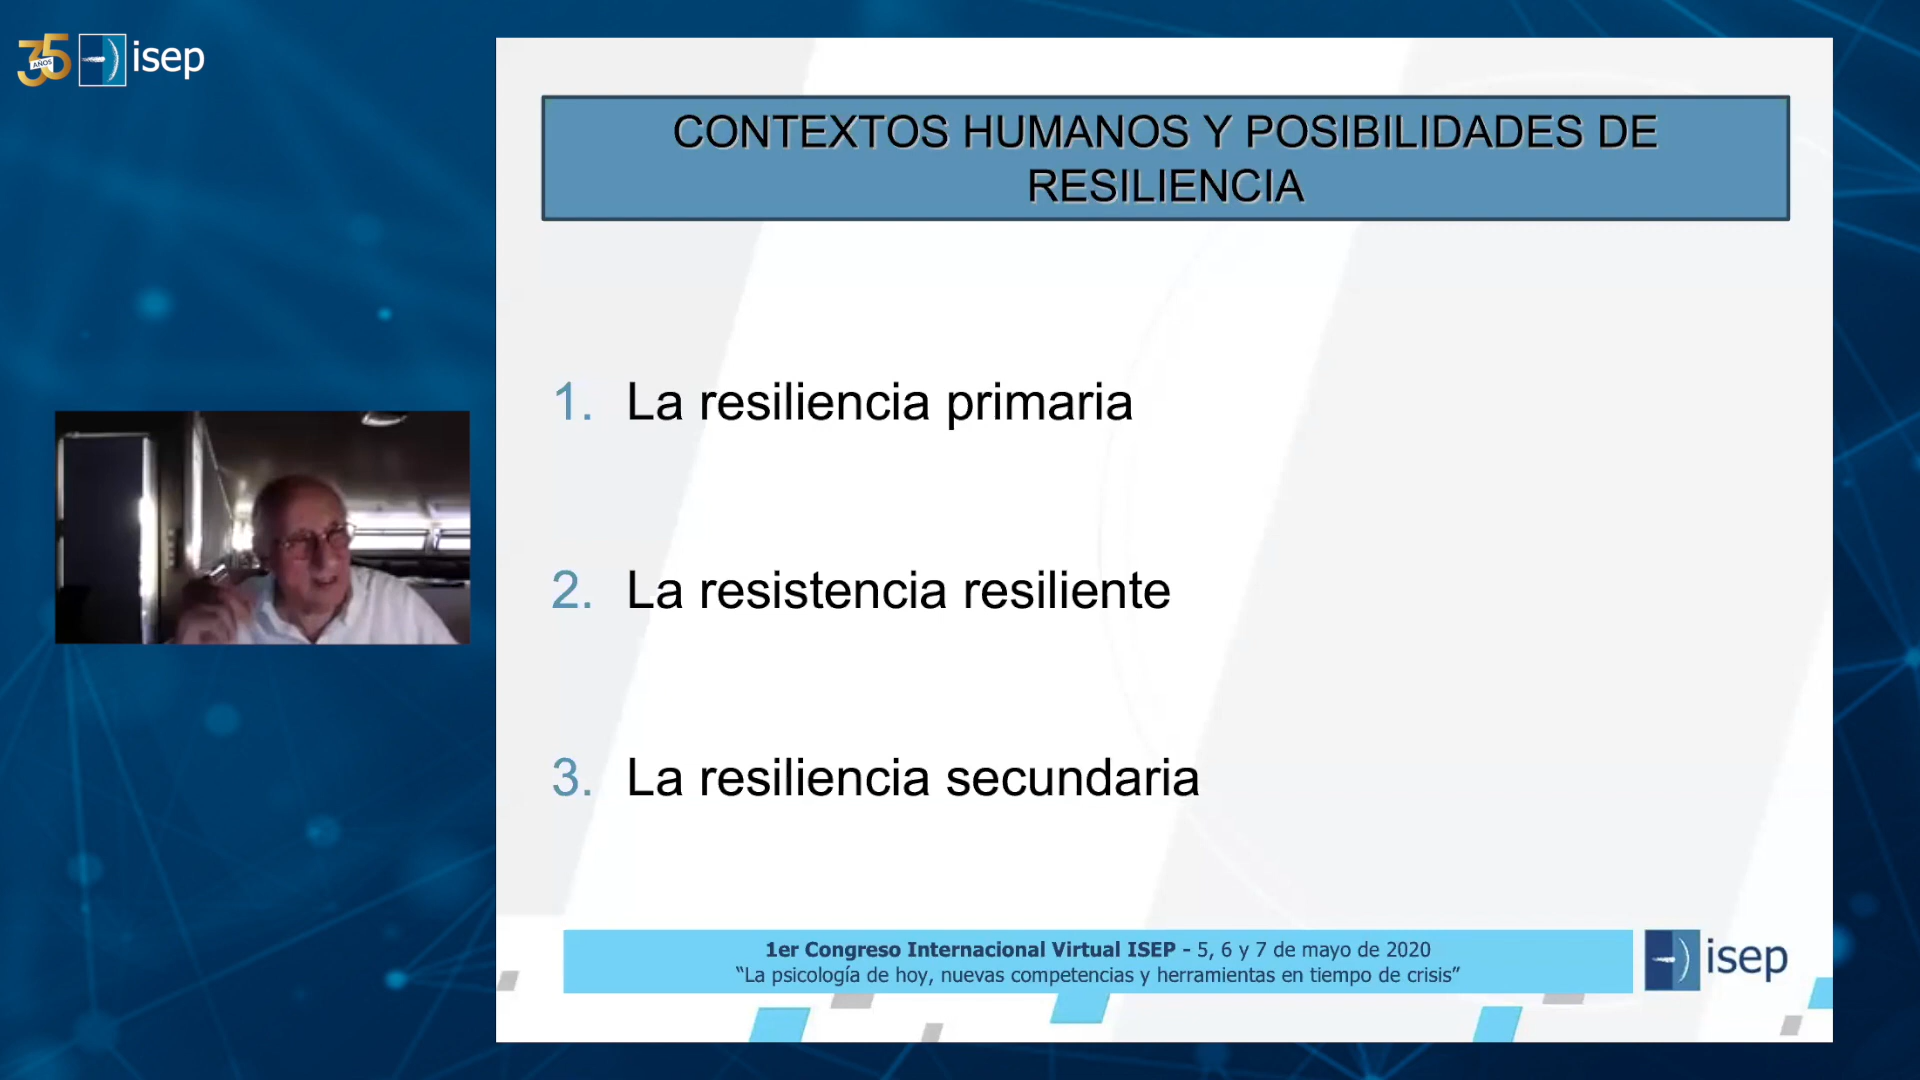 35
AÑOS
isep
CONTEXTOS HUMANOS Y POSIBILIDADES DE
RESILIENCIA
1. La resiliencia primaria
2. La resistencia resiliente
3. La resiliencia secundaria
1er Congreso Internacional Virtual ISEP - 5, 6 y 7 de mayo de 2020
“La psicología de hoy, nuevas competencias y herramientas en tiempo de crisis”
isep